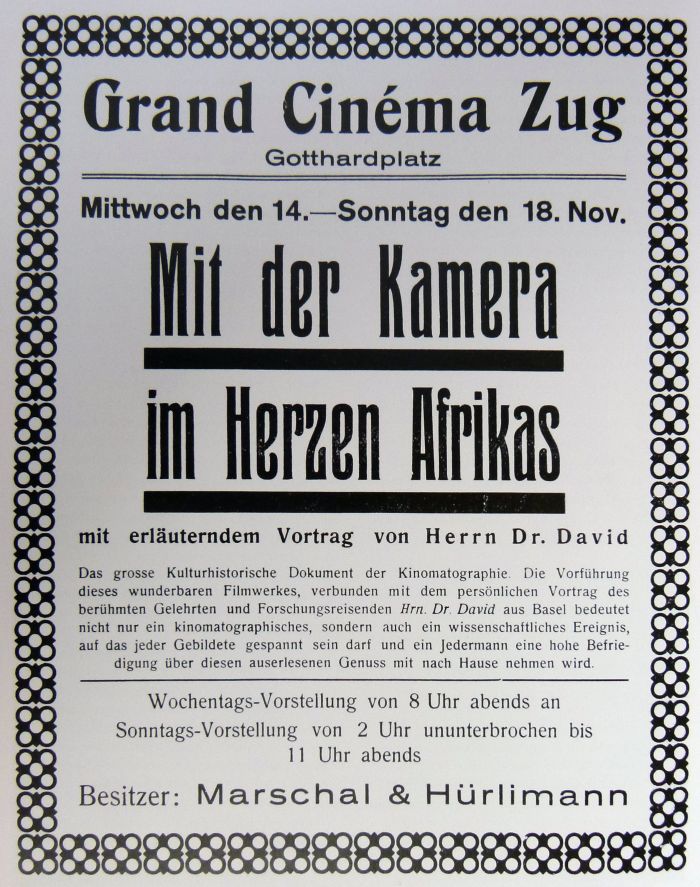 Grand Cinéma Zug
Gotthardplatz
Mittwoch den 14.—Sonntag den 18. Nov.
Mit der Kamera
im Herzen Afrikas
mit erläuterndem Vortrag von Herrn Dr. David
Das grosse Kulturhistorische Dokument der Kinomatographie. Die Vorführung
dieses wunderbaren Filmwerkes, verbunden mit dem persönlichen Vortrag des
berühmten Gelehrten und Forschungsreisenden Hrn. Dr. David aus Basel bedeutet
nicht nur ein kinomatographisches, sondern auch ein wissenschaftliches Ereignis,
auf das jeder Gebildete gespannt sein darf und ein Jedermann eine hohe Befrie-
digung über diesen auserlesenen Genuss mit nach Hause nehmen wird.
Wochentags-Vorstellung von 8 Uhr abends an
Sonntags-Vorstellung von 2 Uhr ununterbrochen bis
11 Uhr abends
Besitzer: Marschal & Hürlimann